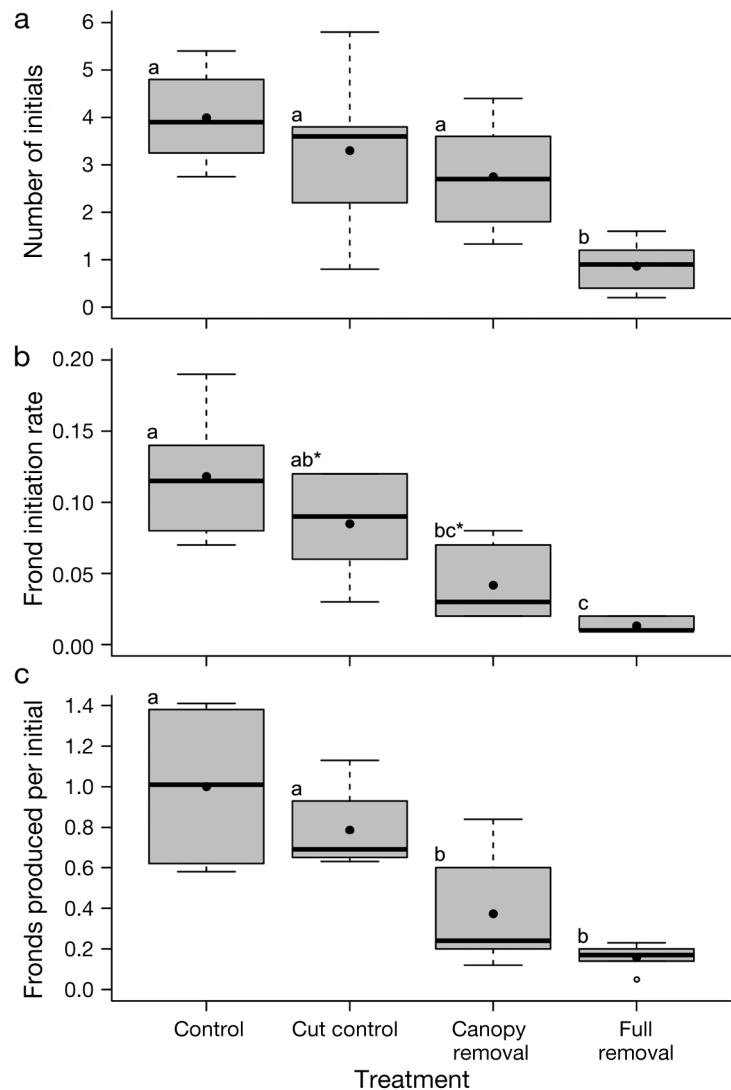 a
Number of initials
6
5
4
3
2
1
0
a
a
a
b
b
Frond initiation rate
0.20
0.15
0.10
0.05
0.00
a
ab*
bc*
c
c
Fronds produced per initial
1.4
1.2
1.0
0.8
0.6
0.4
0.2
0.0
a
a
b
b
Control
Cut control
Canopy
removal
Full
removal
Treatment